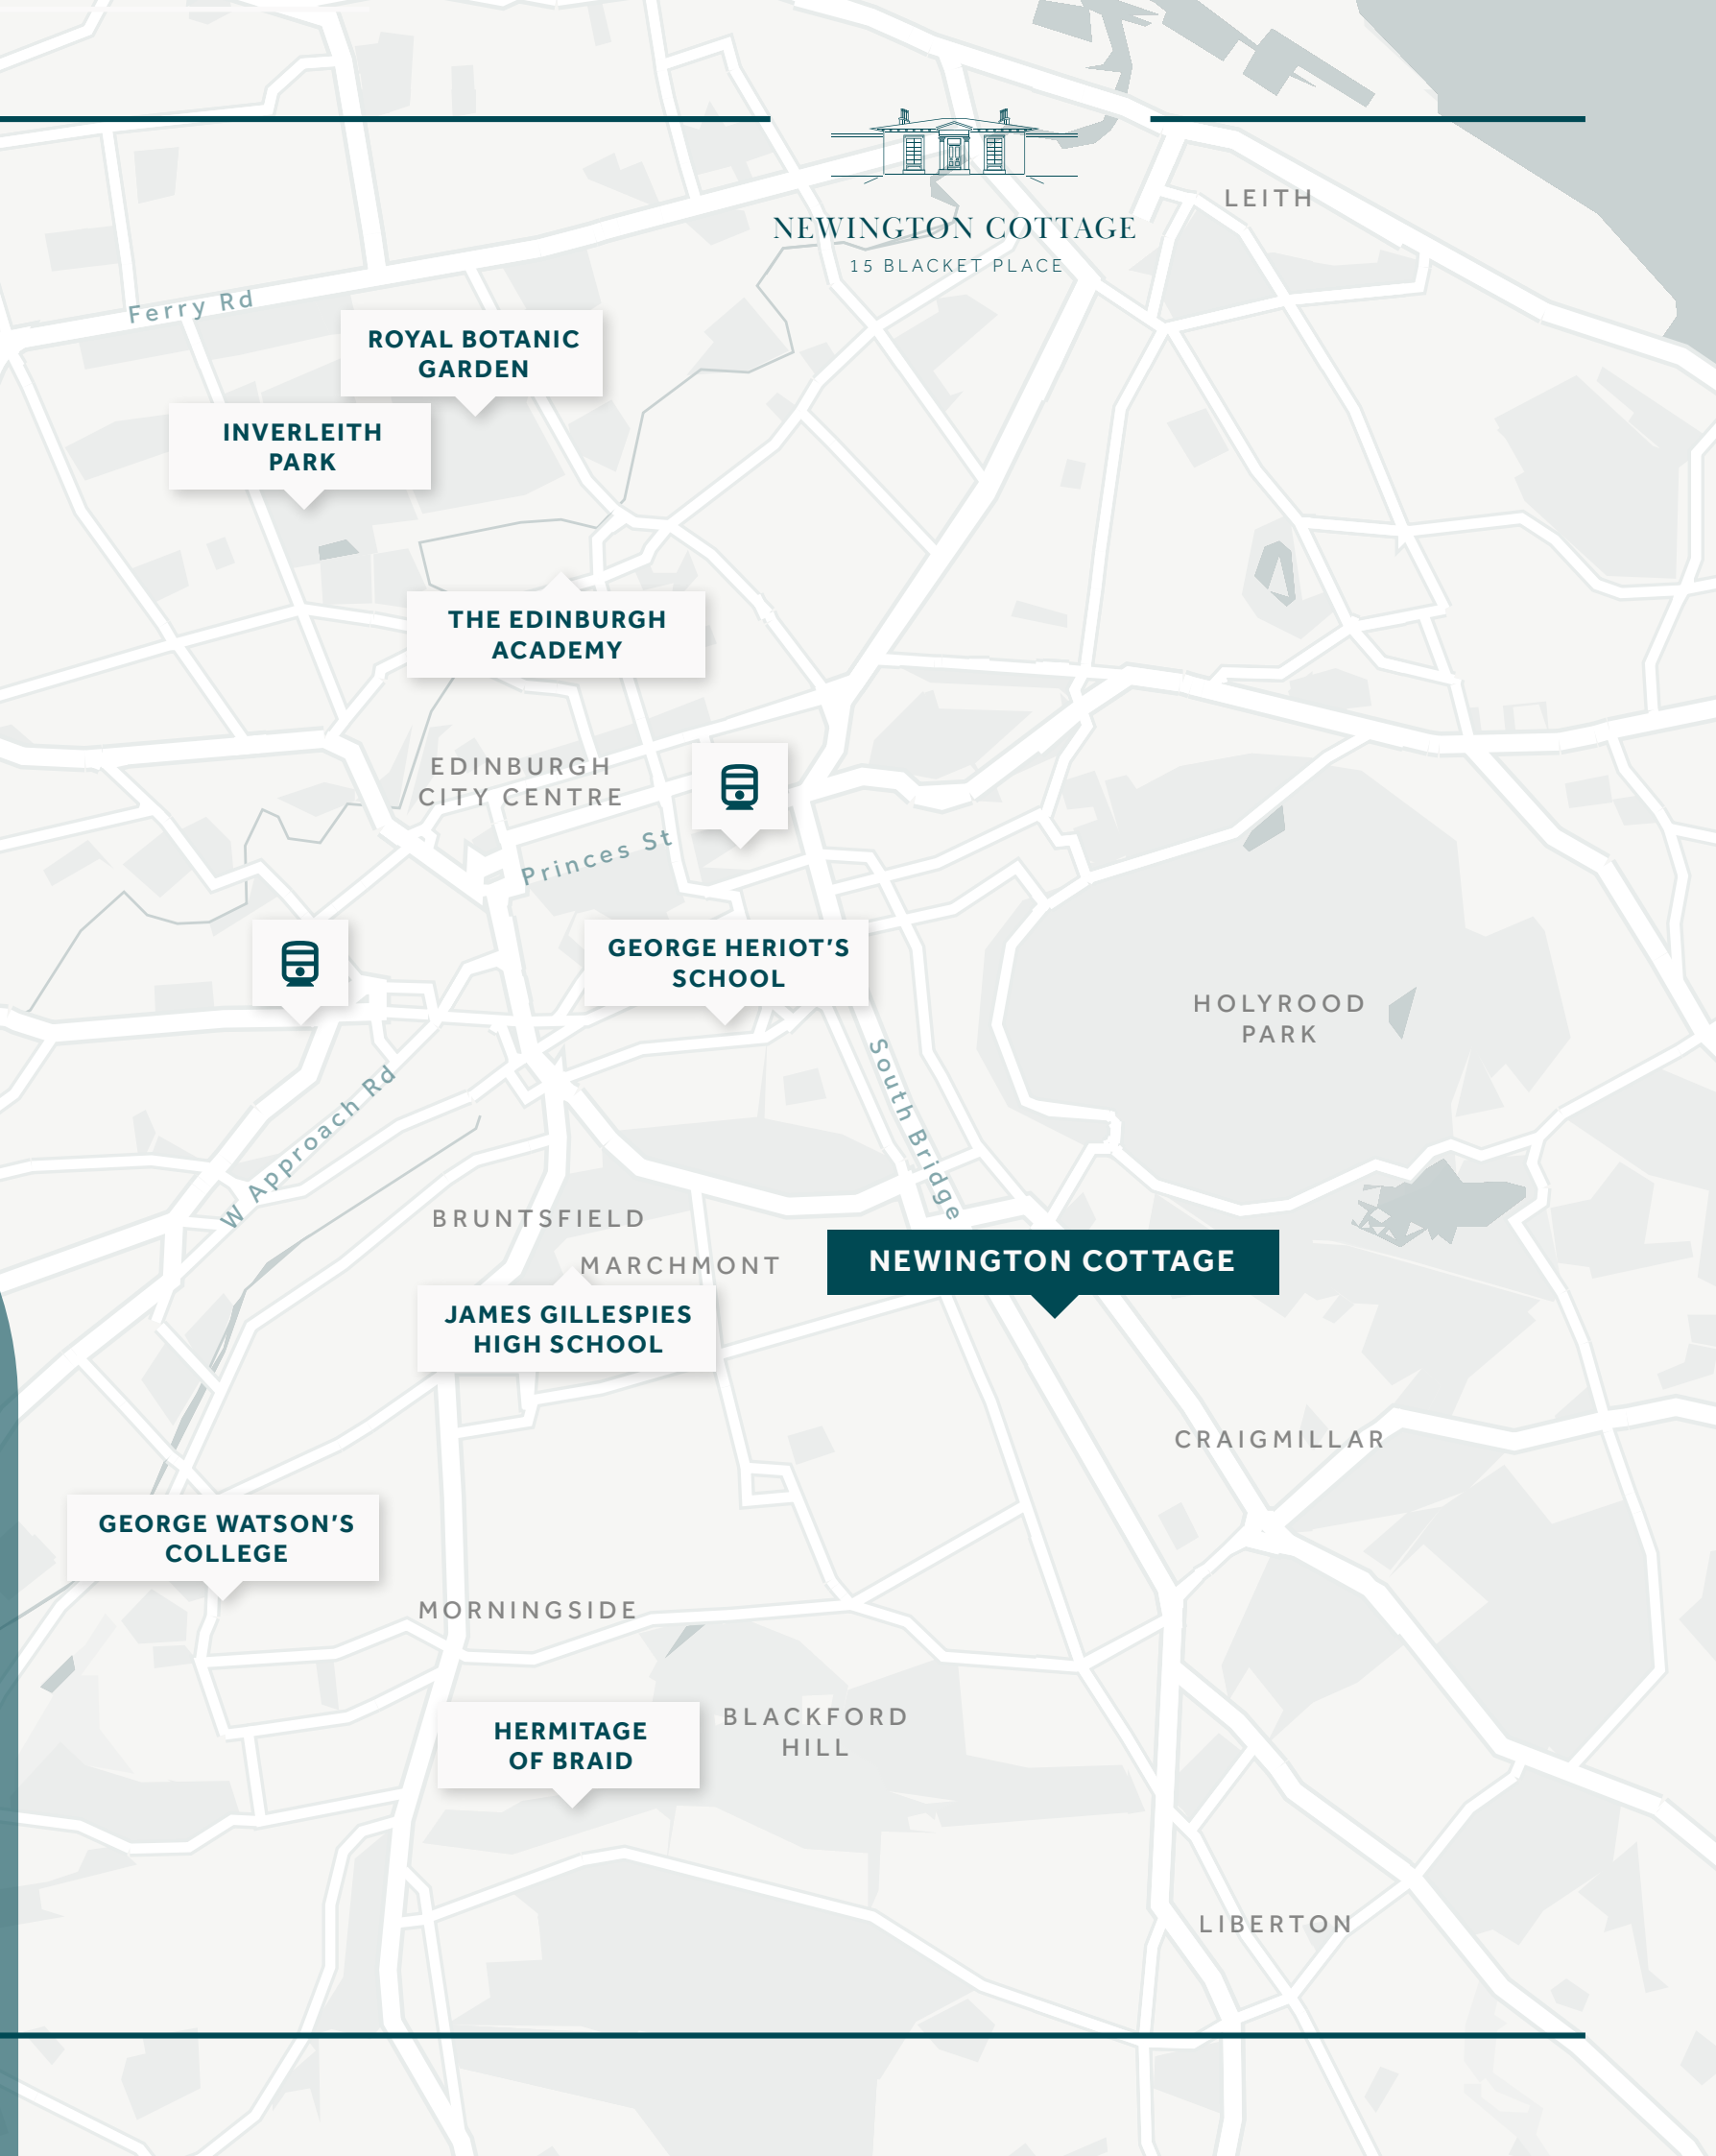 NEWINGTON COTTAGE
15 BLACKET PLACE
LEITH
Ferry Rd
ROYAL BOTANIC
GARDEN
INVERLEITH
PARK
THE EDINBURGH
ACADEMY
EDINBURGH
CITY CENTRE
Princes St
GEORGE HERIOT’S
SCHOOL
HOLYROOD
PARK
South Bridge
W Approach Rd
BRUNTSFIELD
MARCHMONT
NEWINGTON COTTAGE
JAMES GILLESPIES
HIGH SCHOOL
CRAIGMILLAR
GEORGE WATSON’S
COLLEGE
MORNINGSIDE
BLACKFORD
HILL
HERMITAGE
OF BRAID
LIBERTON